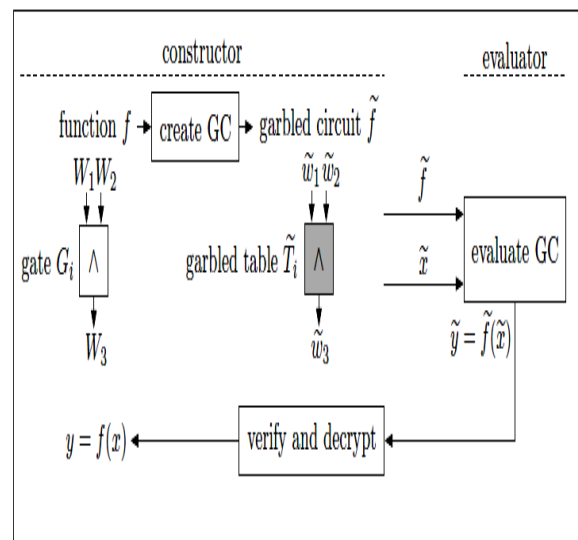 constructor
evaluator
function f
create GC
garbled circuit f̃
W₁W₂
w̃₁w̃₂
gate Gᵢ
∧
garbled table T̃ᵢ
∧
W₃
w̃₃
f̃
x̃
evaluate GC
ỹ = f̃(x̃)
verify and decrypt
y = f(x)